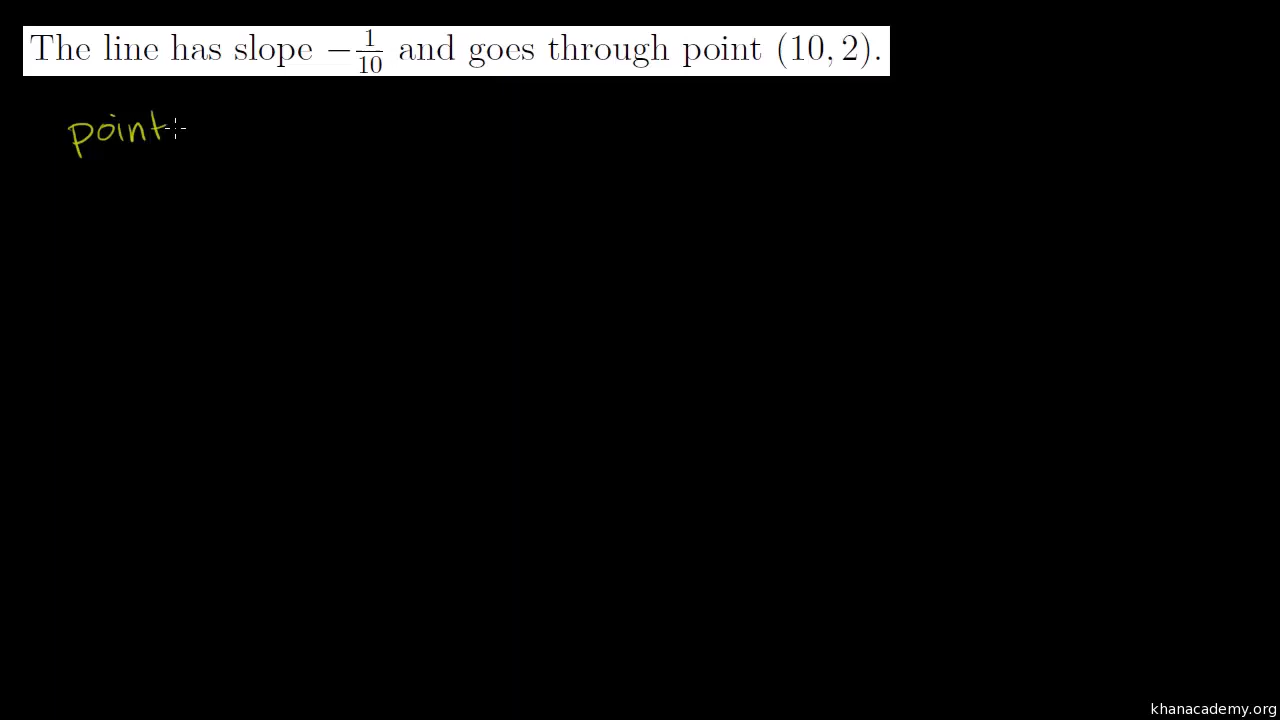 The line has slope −1/10 and goes through point (10, 2).
point
khanacademy.org